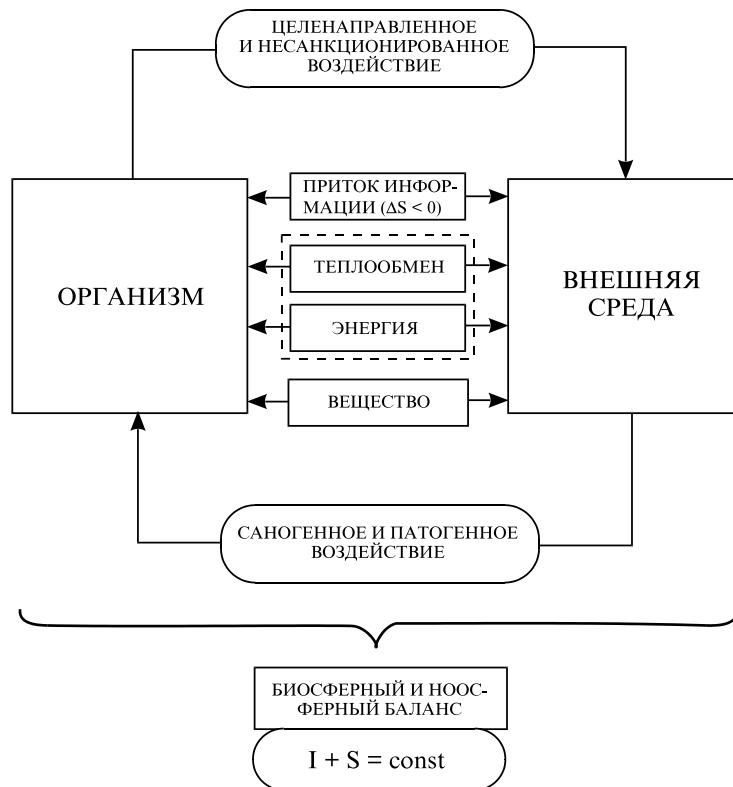 ЦЕЛЕНАПРАВЛЕННОЕ
И НЕСАНКЦИОНИРОВАННОЕ
ВОЗДЕЙСТВИЕ
ПРИТОК ИНФОР-
МАЦИИ (ΔS < 0)
ТЕПЛООБМЕН
ОРГАНИЗМ
ВНЕШНЯЯ
СРЕДА
ЭНЕРГИЯ
ВЕЩЕСТВО
САНОГЕННОЕ И ПАТОГЕННОЕ
ВОЗДЕЙСТВИЕ
БИОСФЕРНЫЙ И НООС-
ФЕРНЫЙ БАЛАНС
I + S = const